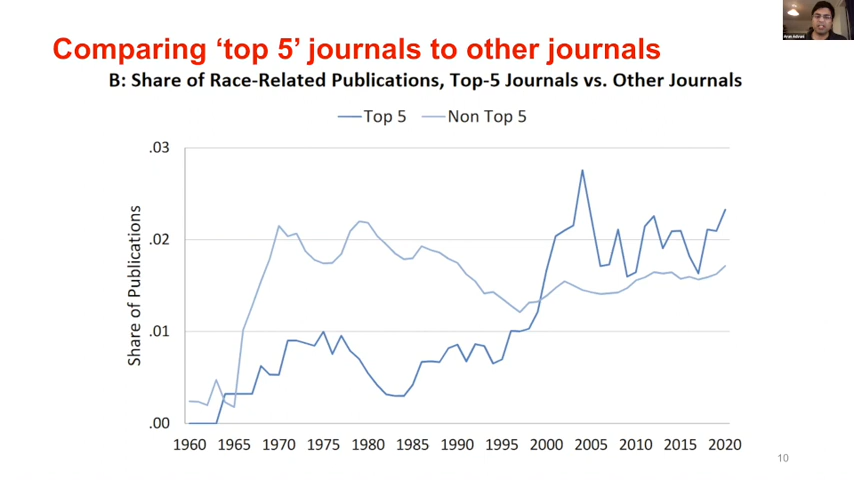 Comparing ‘top 5’ journals to other journals
B: Share of Race-Related Publications, Top-5 Journals vs. Other Journals
Top 5 Non Top 5
.03
.02
.01
.00
Share of Publications
1960 1965 1970 1975 1980 1985 1990 1995 2000 2005 2010 2015 2020
10